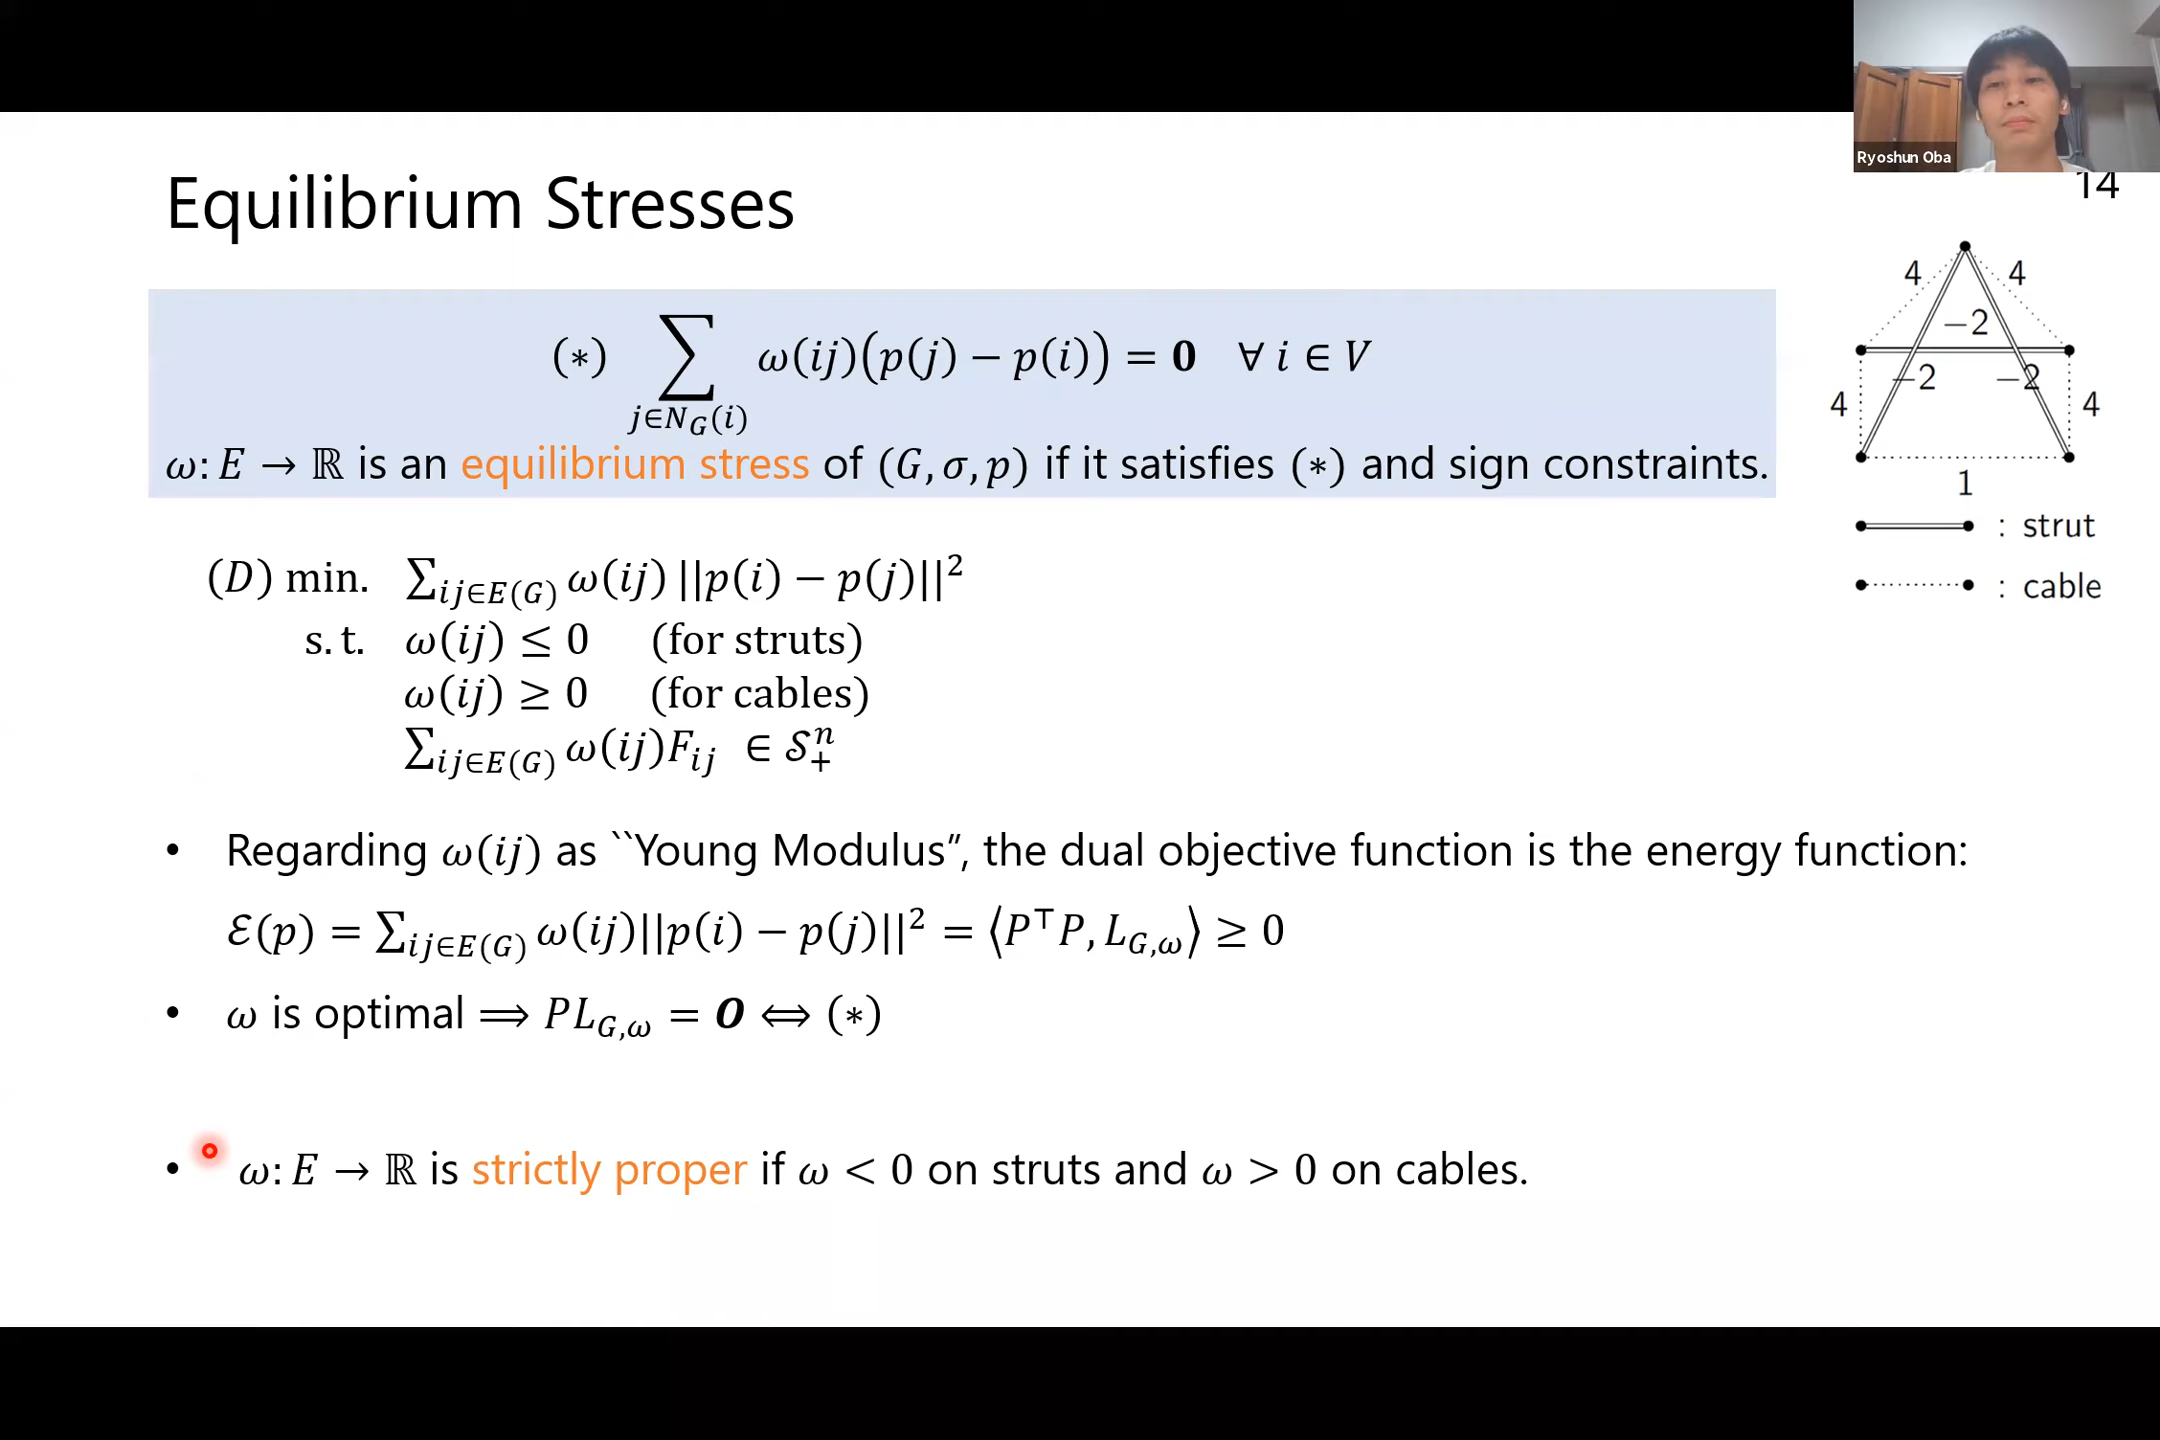 Ryoshun Oba
14
Equilibrium Stresses
(∗) ∑_{j∈N_G(i)} ω(ij)(p(j) − p(i)) = 𝟎 ∀ i ∈ V
ω: E → ℝ is an equilibrium stress of (G, σ, p) if it satisfies (∗) and sign constraints.
4 4
−2
−2 −2
4 4
1
: strut
: cable
(D) min. ∑_{ij∈E(G)} ω(ij) ||p(i) − p(j)||²
s.t. ω(ij) ≤ 0 (for struts)
ω(ij) ≥ 0 (for cables)
∑_{ij∈E(G)} ω(ij)F_{ij} ∈ 𝒮₊ⁿ
• Regarding ω(ij) as ``Young Modulus”, the dual objective function is the energy function:
ℰ(p) = ∑_{ij∈E(G)} ω(ij)||p(i) − p(j)||² = ⟨P^⊤P, L_{G,ω}⟩ ≥ 0
• ω is optimal ⟹ PL_{G,ω} = 𝑶 ⟺ (∗)
• ω: E → ℝ is strictly proper if ω < 0 on struts and ω > 0 on cables.